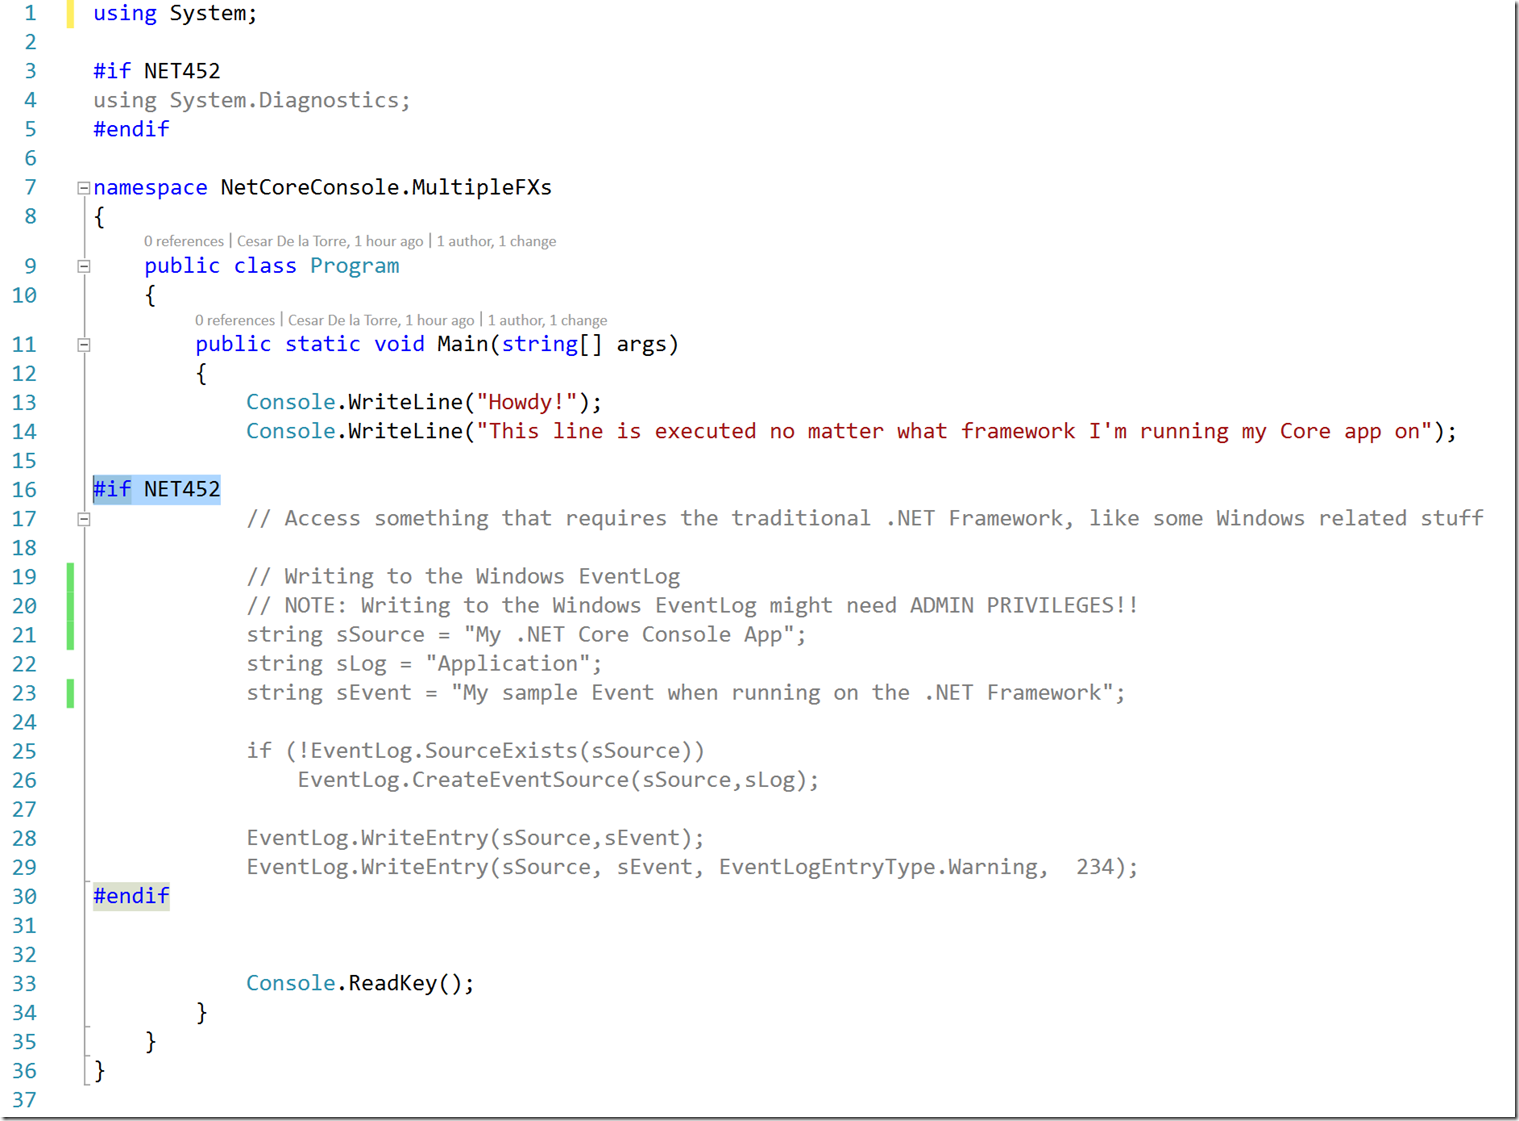 1 using System;
2
3 #if NET452
4 using System.Diagnostics;
5 #endif
6
7 namespace NetCoreConsole.MultipleFXs
8 {
0 references | Cesar De la Torre, 1 hour ago | 1 author, 1 change
9 public class Program
10 {
0 references | Cesar De la Torre, 1 hour ago | 1 author, 1 change
11 public static void Main(string[] args)
12 {
13 Console.WriteLine("Howdy!");
14 Console.WriteLine("This line is executed no matter what framework I'm running my Core app on");
15
16 #if NET452
17 // Access something that requires the traditional .NET Framework, like some Windows related stuff
18
19 // Writing to the Windows EventLog
20 // NOTE: Writing to the Windows EventLog might need ADMIN PRIVILEGES!!
21 string sSource = "My .NET Core Console App";
22 string sLog = "Application";
23 string sEvent = "My sample Event when running on the .NET Framework";
24
25 if (!EventLog.SourceExists(sSource))
26 EventLog.CreateEventSource(sSource,sLog);
27
28 EventLog.WriteEntry(sSource,sEvent);
29 EventLog.WriteEntry(sSource, sEvent, EventLogEntryType.Warning,  234);
30 #endif
31
32
33 Console.ReadKey();
34 }
35 }
36 }
37